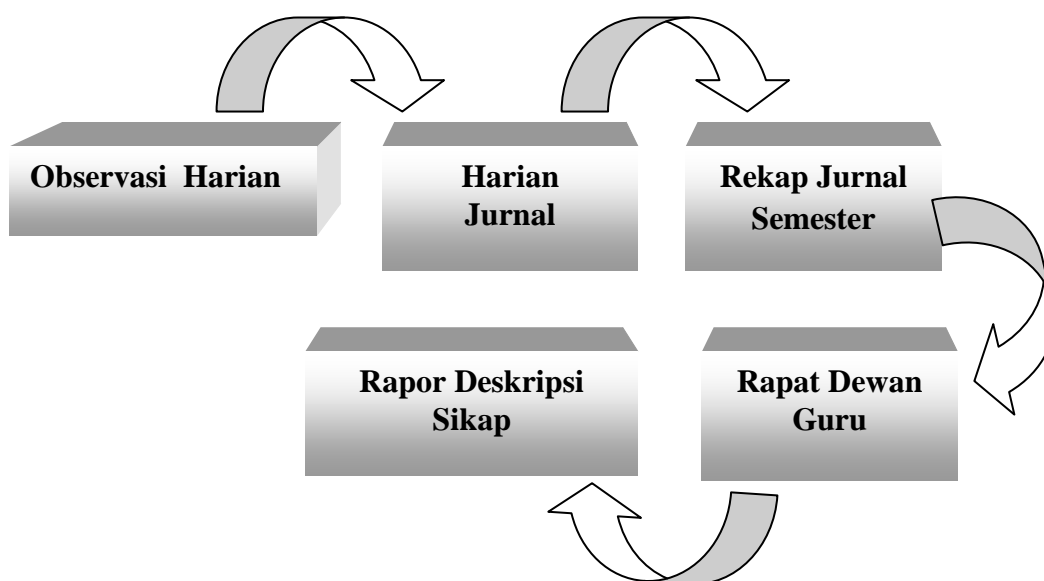 Observasi  Harian
Harian
Jurnal
Rekap Jurnal
Semester
Rapor Deskripsi
Sikap
Rapat Dewan
Guru